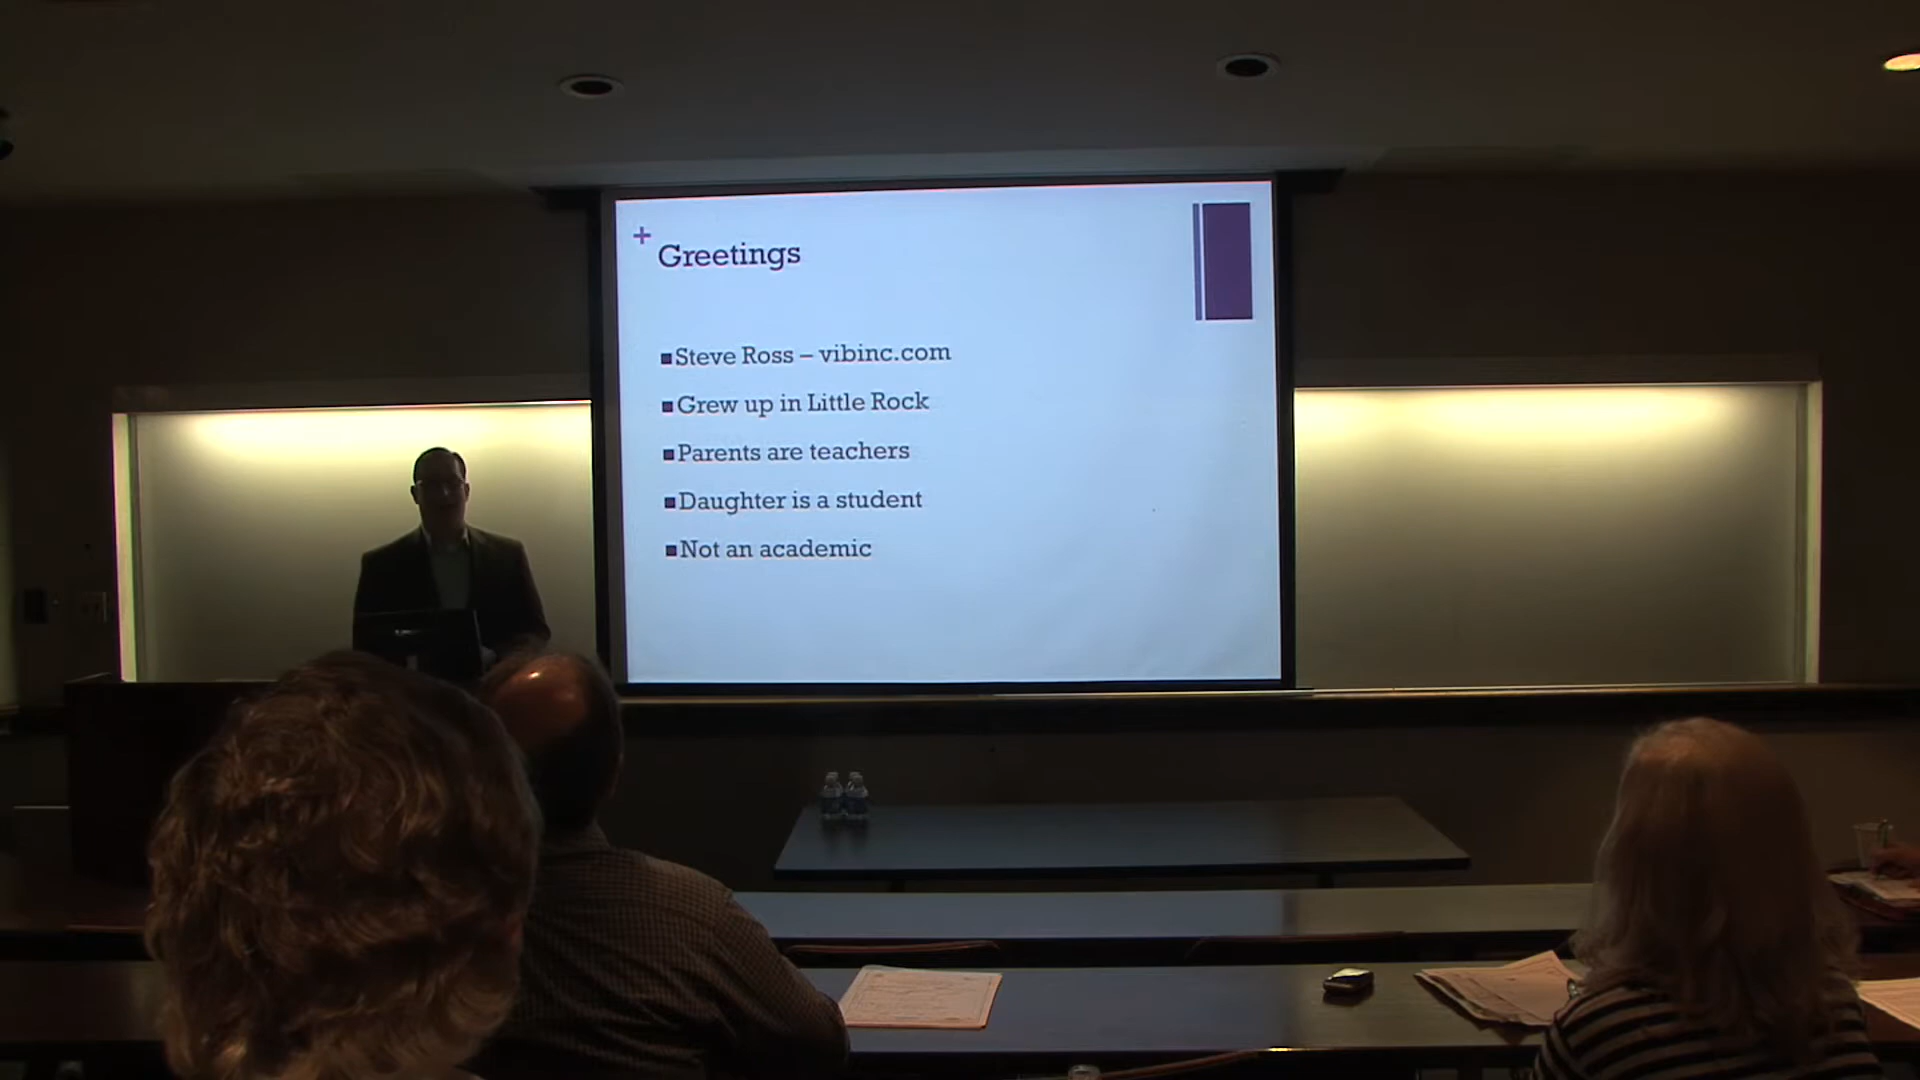 +
Greetings
Steve Ross – vibinc.com
Grew up in Little Rock
Parents are teachers
Daughter is a student
Not an academic